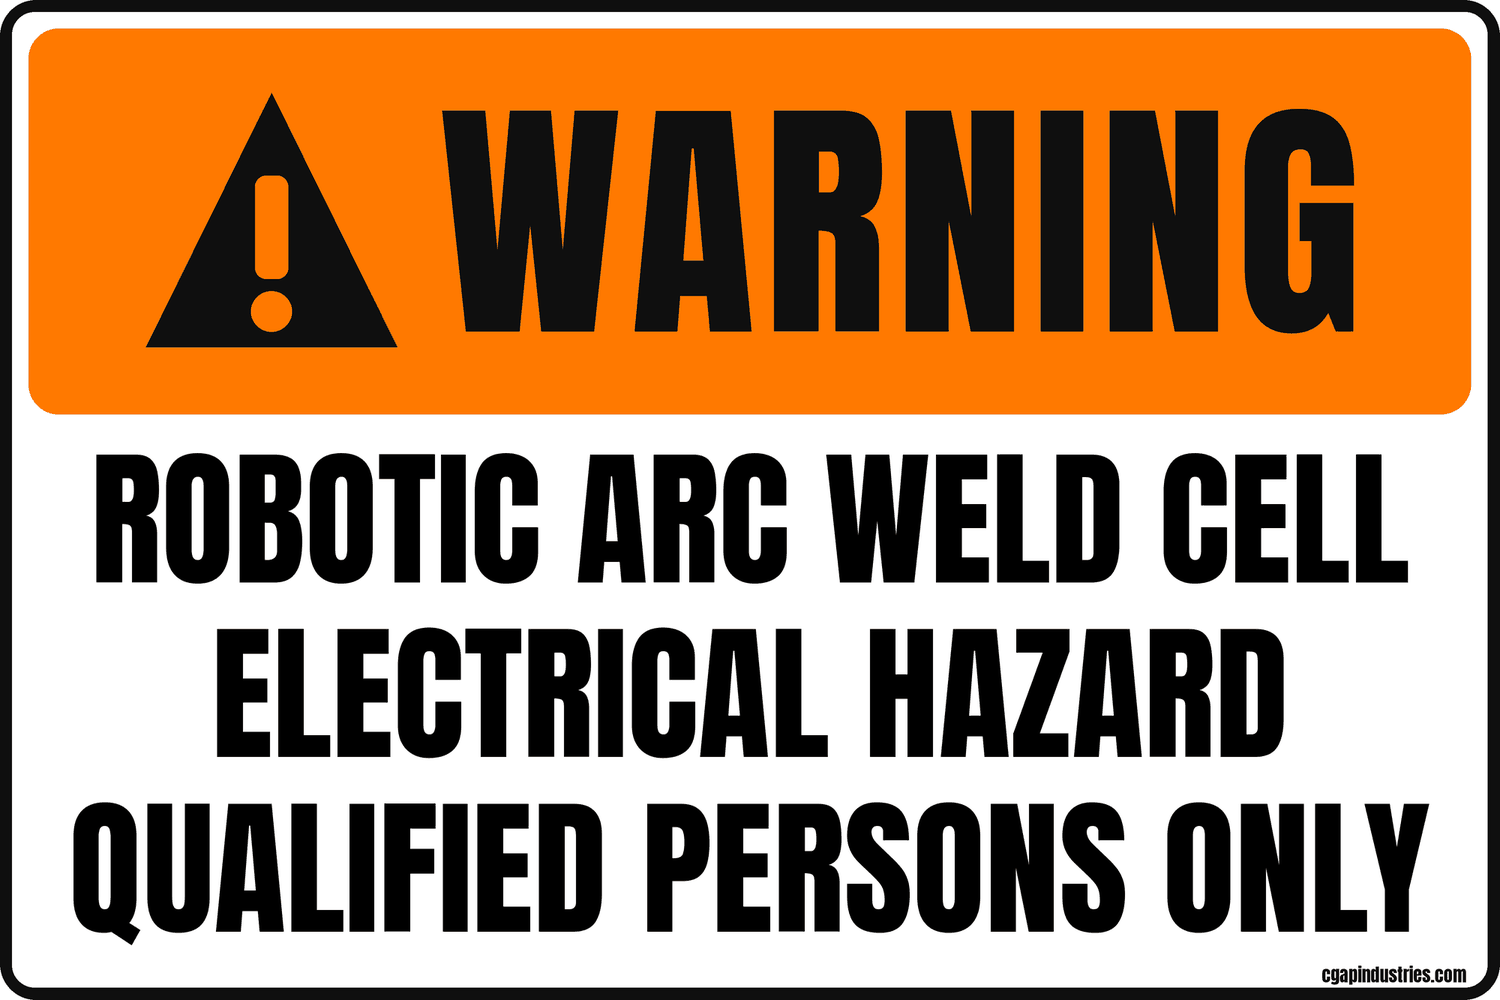 WARNING
ROBOTIC ARC WELD CELL
ELECTRICAL HAZARD
QUALIFIED PERSONS ONLY
cgapindustries.com